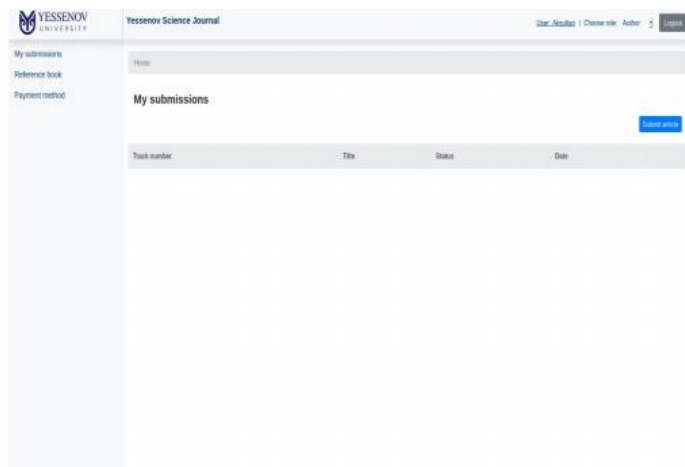 YESSENOV
UNIVERSITY
Yessenov Science Journal
User: Aksultan | Choose role: Author
Logout
My submissions
Reference book
Payment method
Home
My submissions
Submit article
Track number Title Status Date